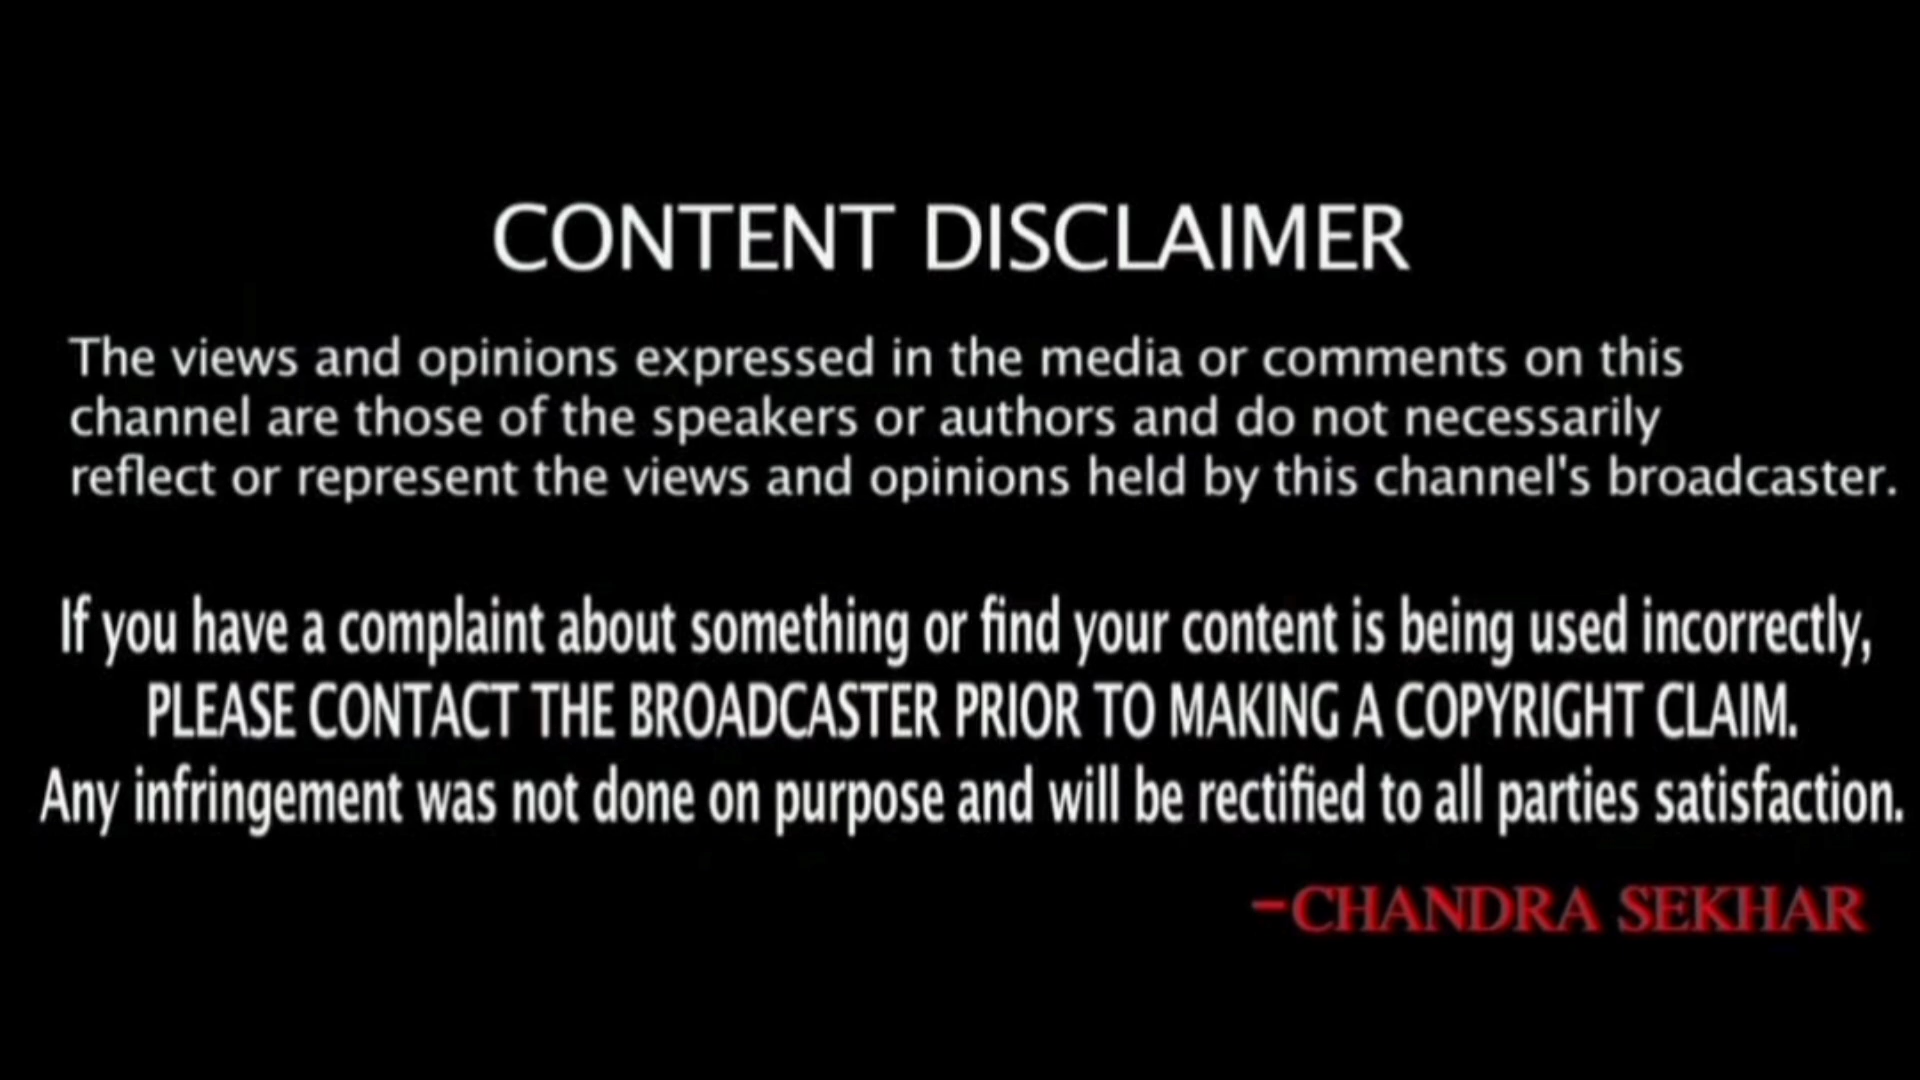 CONTENT DISCLAIMER
The views and opinions expressed in the media or comments on this
channel are those of the speakers or authors and do not necessarily
reflect or represent the views and opinions held by this channel's broadcaster.
If you have a complaint about something or find your content is being used incorrectly,
PLEASE CONTACT THE BROADCASTER PRIOR TO MAKING A COPYRIGHT CLAIM.
Any infringement was not done on purpose and will be rectified to all parties satisfaction.
-CHANDRA SEKHAR